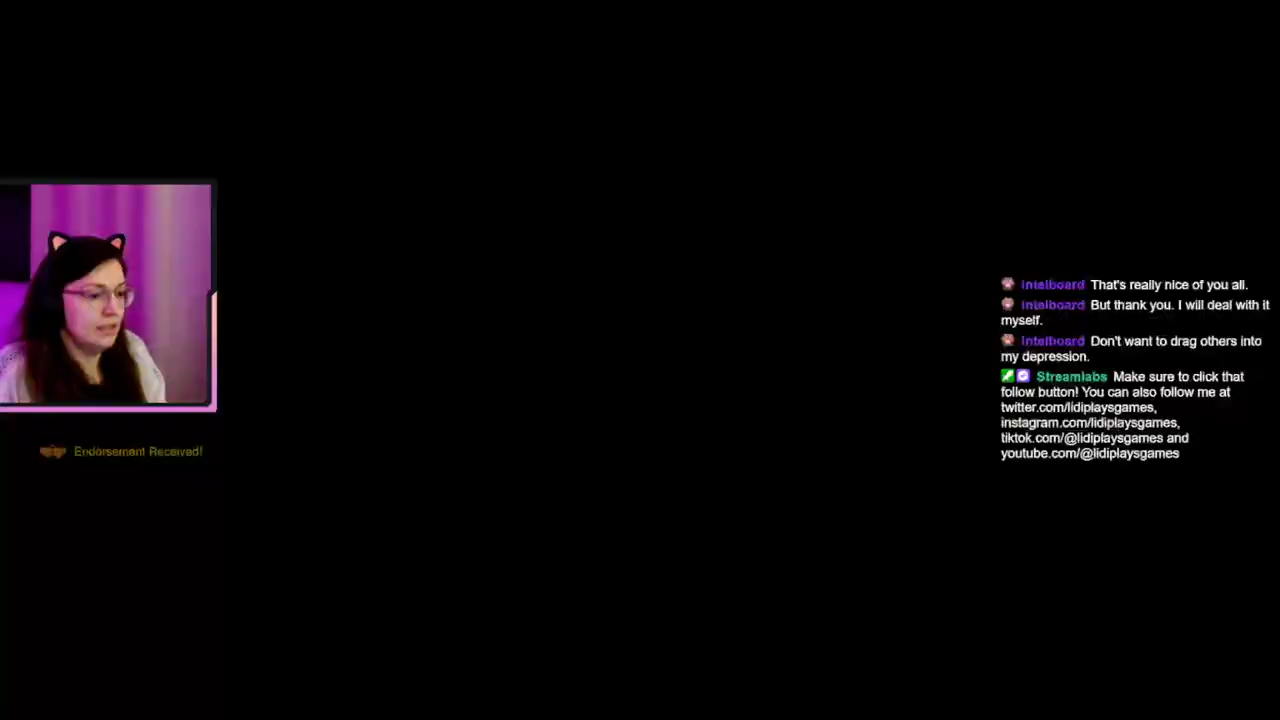 Intelboard That's really nice of you all.
Intelboard But thank you. I will deal with it
myself.
Intelboard Don't want to drag others into
my depression.
Streamlabs Make sure to click that
follow button! You can also follow me at
twitter.com/lidiplaysgames,
instagram.com/lidiplaysgames,
tiktok.com/@lidiplaysgames and
youtube.com/@lidiplaysgames
Endorsement Received!